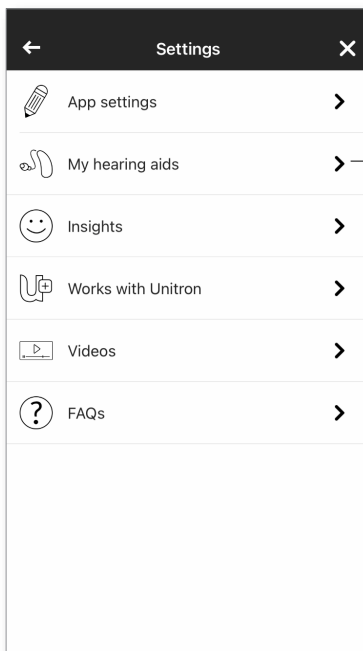 Settings
App settings
My hearing aids
Insights
Works with Unitron
Videos
FAQs